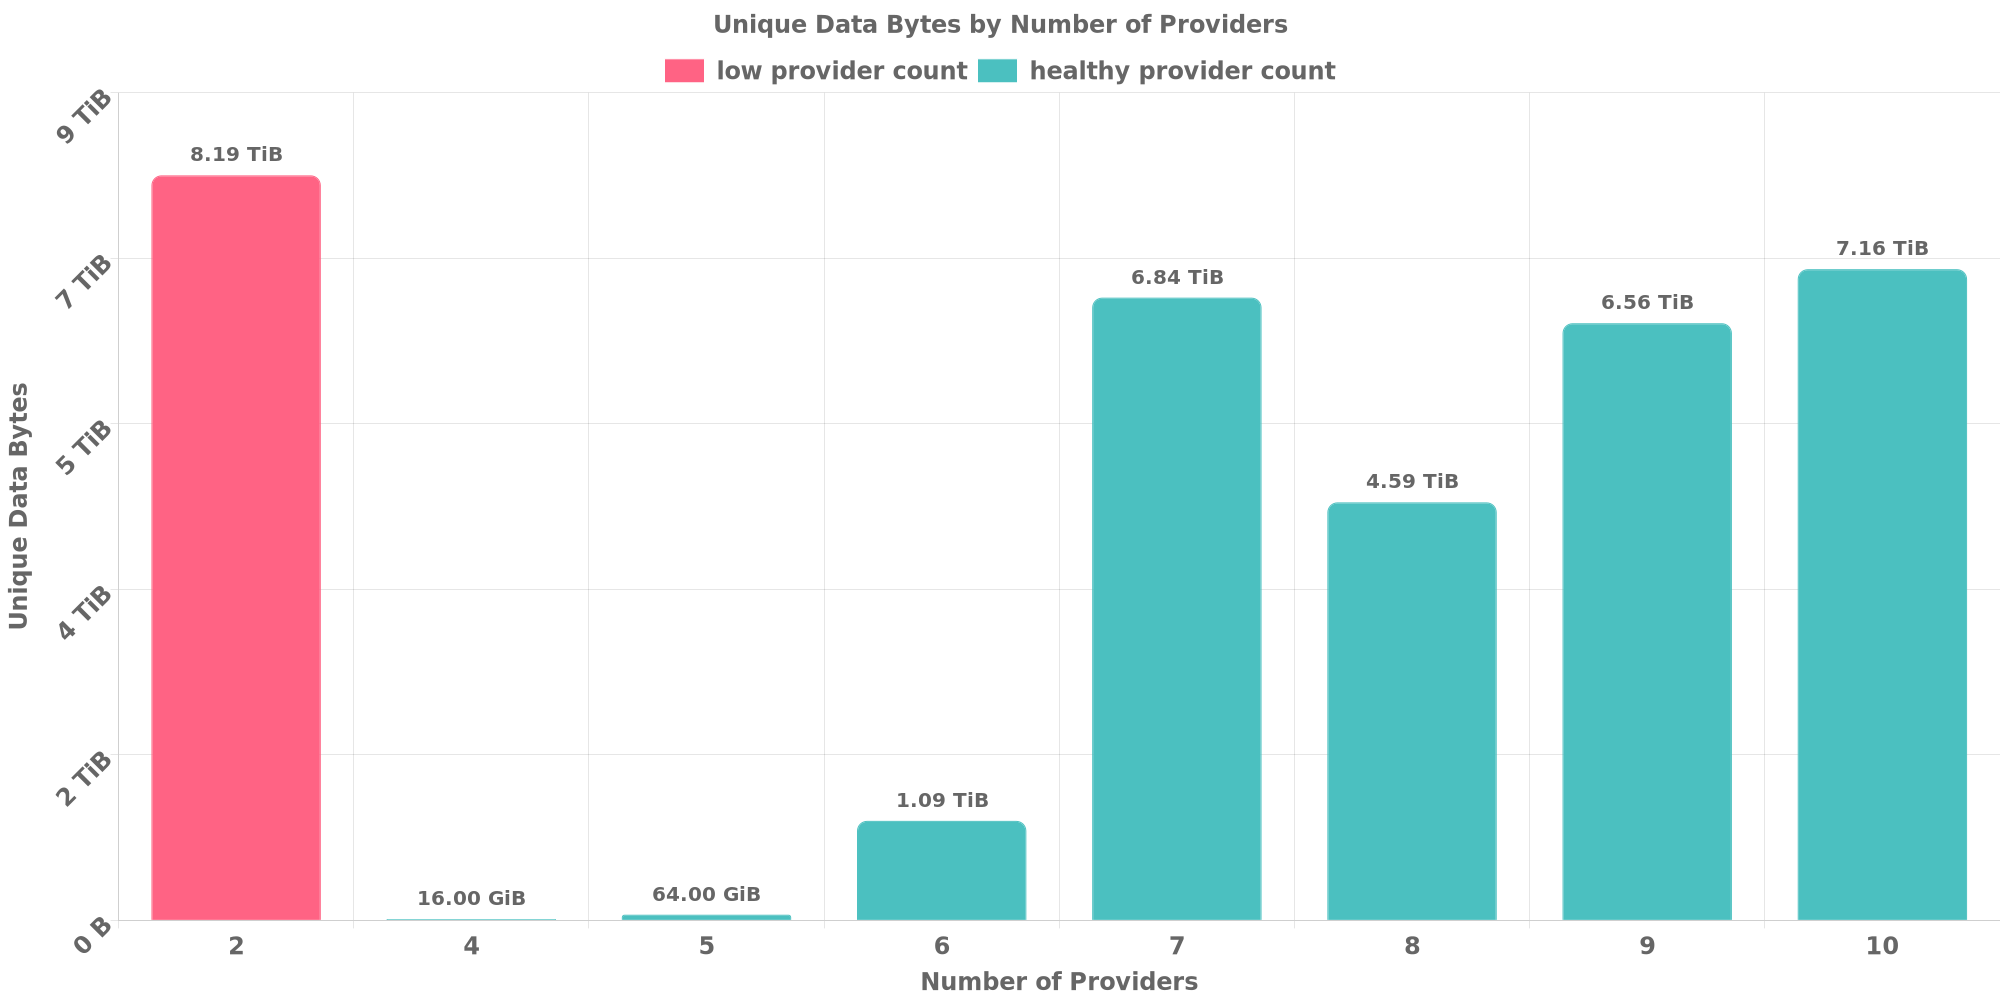 Unique Data Bytes by Number of Providers
low provider count
healthy provider count
9 TiB
7 TiB
5 TiB
4 TiB
2 TiB
0 B
Unique Data Bytes
8.19 TiB
16.00 GiB
64.00 GiB
1.09 TiB
6.84 TiB
4.59 TiB
6.56 TiB
7.16 TiB
2
4
5
6
7
8
9
10
Number of Providers